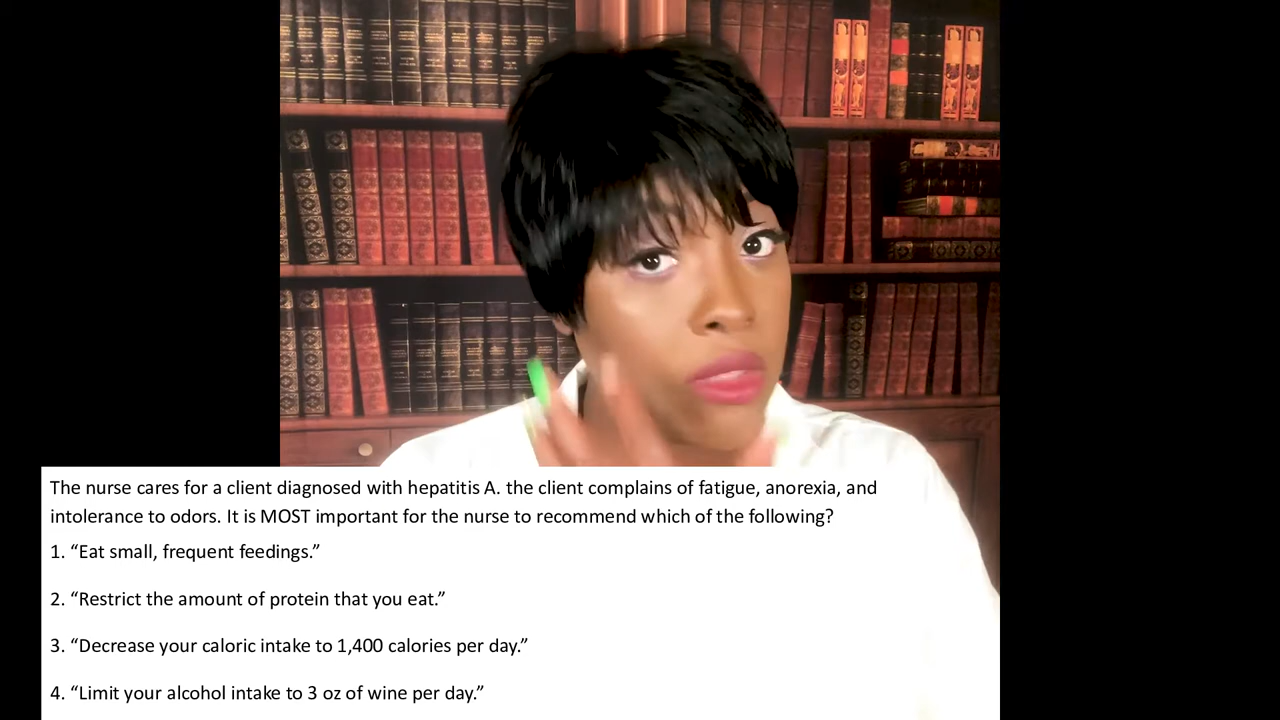 The nurse cares for a client diagnosed with hepatitis A. the client complains of fatigue, anorexia, and
intolerance to odors. It is MOST important for the nurse to recommend which of the following?
1. “Eat small, frequent feedings.”
2. “Restrict the amount of protein that you eat.”
3. “Decrease your caloric intake to 1,400 calories per day.”
4. “Limit your alcohol intake to 3 oz of wine per day.”